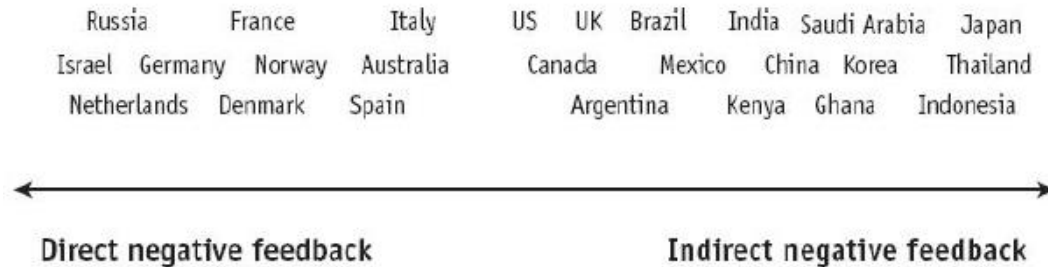 Russia France Italy US UK Brazil India Saudi Arabia Japan
Israel Germany Norway Australia Canada Mexico China Korea Thailand
Netherlands Denmark Spain Argentina Kenya Ghana Indonesia
Direct negative feedback Indirect negative feedback